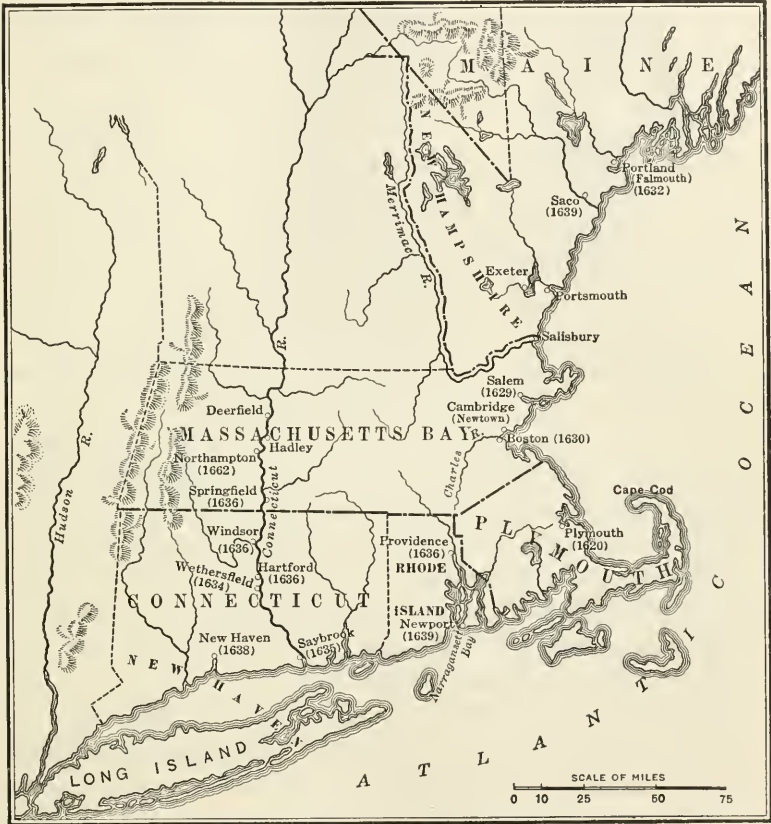 MAINE
NEW HAMPSHIRE
Merrimac R.
Portland
(Falmouth)
(1632)
Saco
(1639)
Exeter
Portsmouth
Salisbury
R.
Salem
(1629)
Cambridge
(Newtown)
Boston (1630)
Deerfield
MASSACHUSETTS BAY
Hadley
Northampton
(1662)
Springfield
(1636)
Connecticut
Charles
R.
Hudson R.
Cape Cod
PLYMOUTH
Plymouth
(1620)
Windsor
(1636)
Wethersfield
(1634)
Hartford
(1636)
Providence
(1636)
RHODE
ISLAND
Newport
(1639)
CONNECTICUT
New Haven
(1638)
Saybrook
Narragansett
Bay
NEW HAVEN
LONG ISLAND
ATLANTIC OCEAN
SCALE OF MILES
0 10 25 50 75